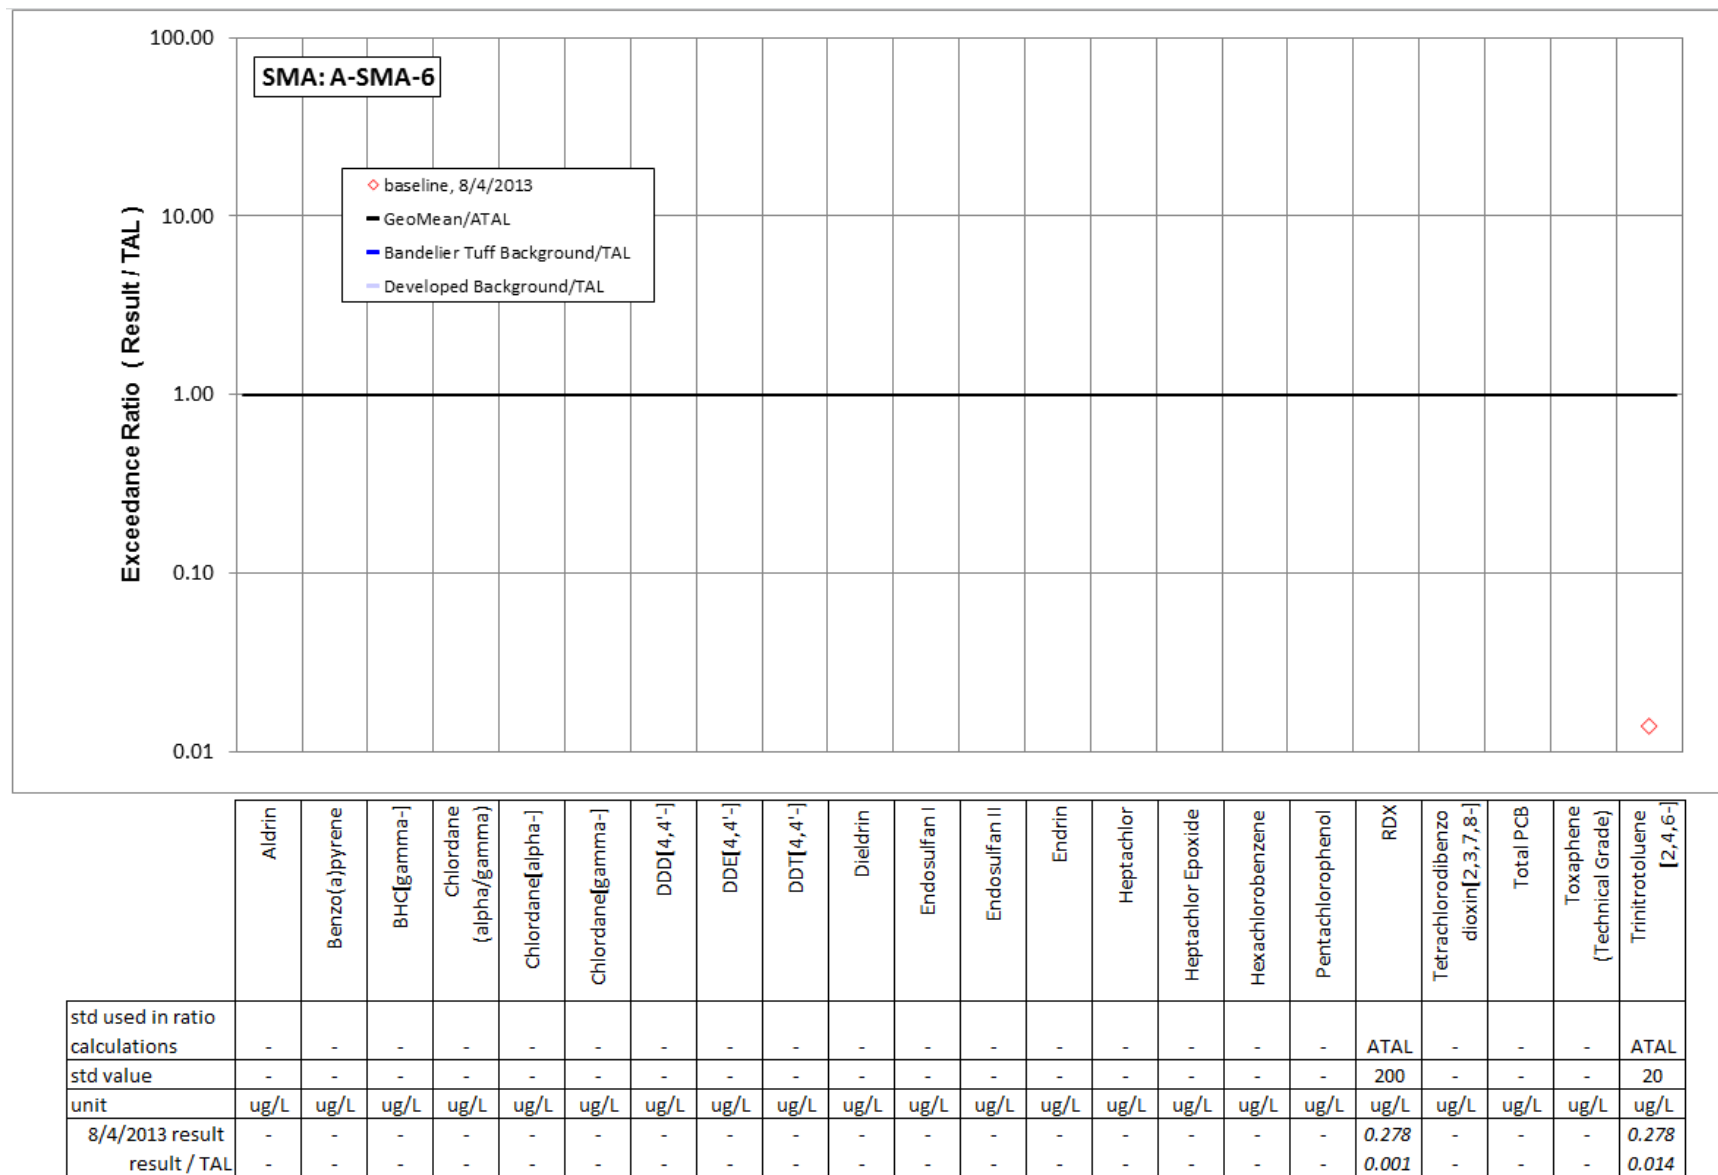 100.00
SMA: A-SMA-6
baseline, 8/4/2013
GeoMean/ATAL
Bandelier Tuff Background/TAL
Developed Background/TAL
10.00
1.00
0.10
0.01
Exceedance Ratio ( Result / TAL )
Aldrin
Benzo(a)pyrene
BHC[gamma-]
Chlordane
(alpha/gamma)
Chlordane[alpha-]
Chlordane[gamma-]
DDD[4,4'-]
DDE[4,4'-]
DDT[4,4'-]
Dieldrin
Endosulfan I
Endosulfan II
Endrin
Heptachlor
Heptachlor Epoxide
Hexachlorobenzene
Pentachlorophenol
RDX
Tetrachlorodibenzo
dioxin[2,3,7,8-]
Total PCB
Toxaphene
(Technical Grade)
Trinitrotoluene
[2,4,6-]
std used in ratio
calculations - - - - - - - - - - - - - - - - - ATAL - - - ATAL
std value - - - - - - - - - - - - - - - - - 200 - - - 20
unit ug/L ug/L ug/L ug/L ug/L ug/L ug/L ug/L ug/L ug/L ug/L ug/L ug/L ug/L ug/L ug/L ug/L ug/L ug/L ug/L ug/L ug/L
8/4/2013 result - - - - - - - - - - - - - - - - - 0.278 - - - 0.278
result / TAL - - - - - - - - - - - - - - - - - 0.001 - - - 0.014